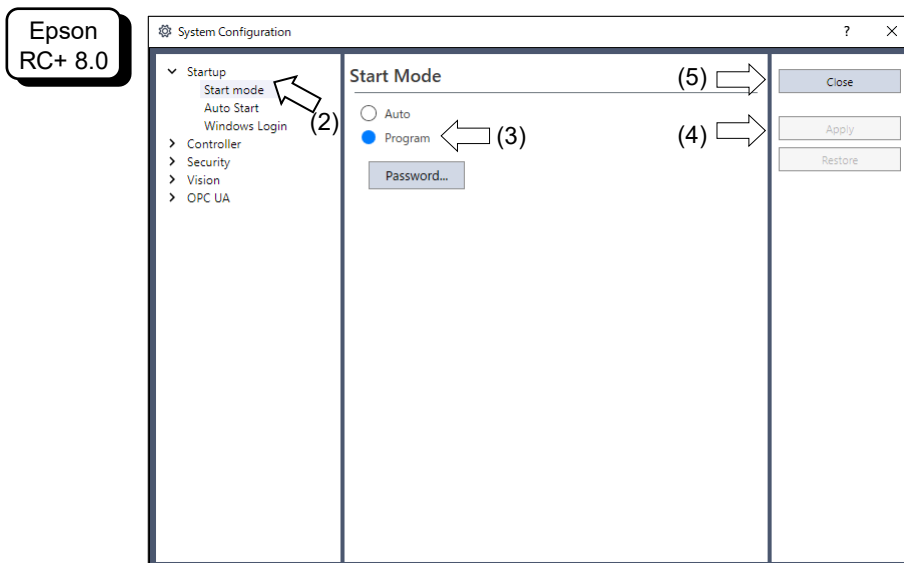 Epson
RC+ 8.0
System Configuration
?
Startup
Start mode
Auto Start
Windows Login
Controller
Security
Vision
OPC UA
(2)
Start Mode
Auto
Program
(3)
Password...
(5)
Close
(4)
Apply
Restore